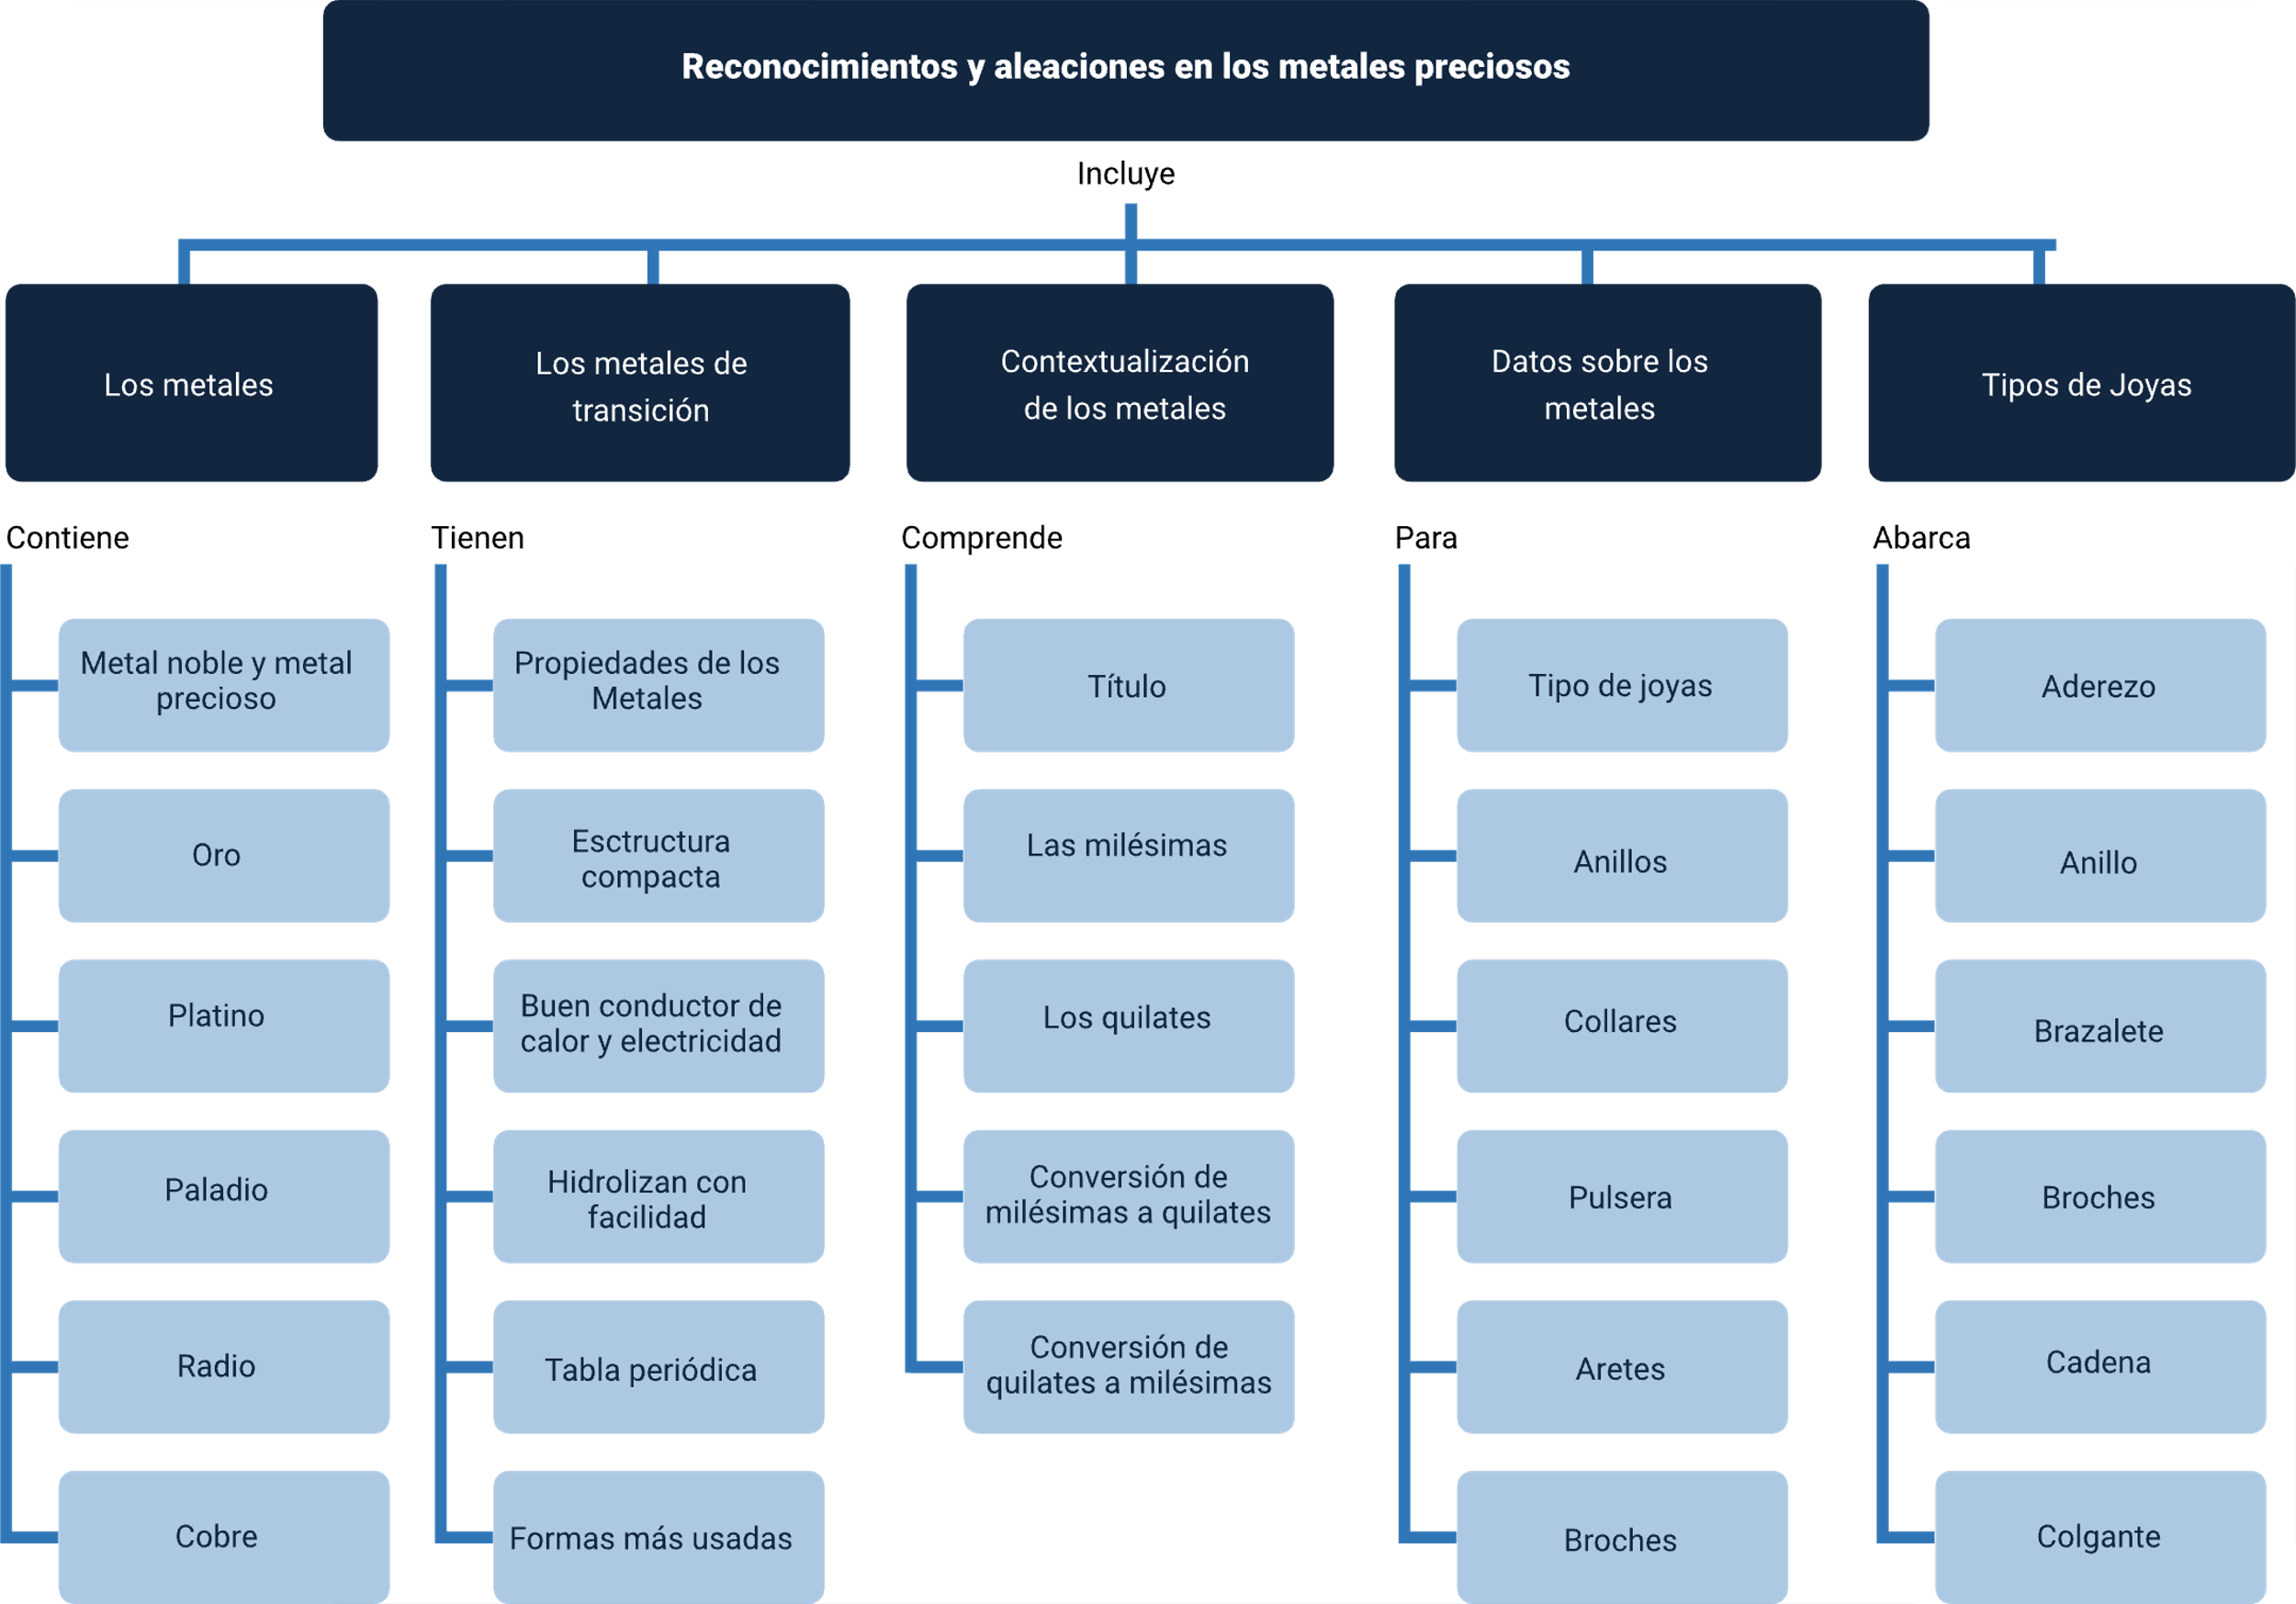 Reconocimientos y aleaciones en los metales preciosos
Incluye
Los metales
Los metales de
transición
Contextualización
de los metales
Datos sobre los
metales
Tipos de Joyas
Contiene
Metal noble y metal
precioso
Oro
Platino
Paladio
Radio
Cobre
Tienen
Propiedades de los
Metales
Esctructura
compacta
Buen conductor de
calor y electricidad
Hidrolizan con
facilidad
Tabla periódica
Formas más usadas
Comprende
Título
Las milésimas
Los quilates
Conversión de
milésimas a quilates
Conversión de
quilates a milésimas
Para
Tipo de joyas
Anillos
Collares
Pulsera
Aretes
Broches
Abarca
Aderezo
Anillo
Brazalete
Broches
Cadena
Colgante